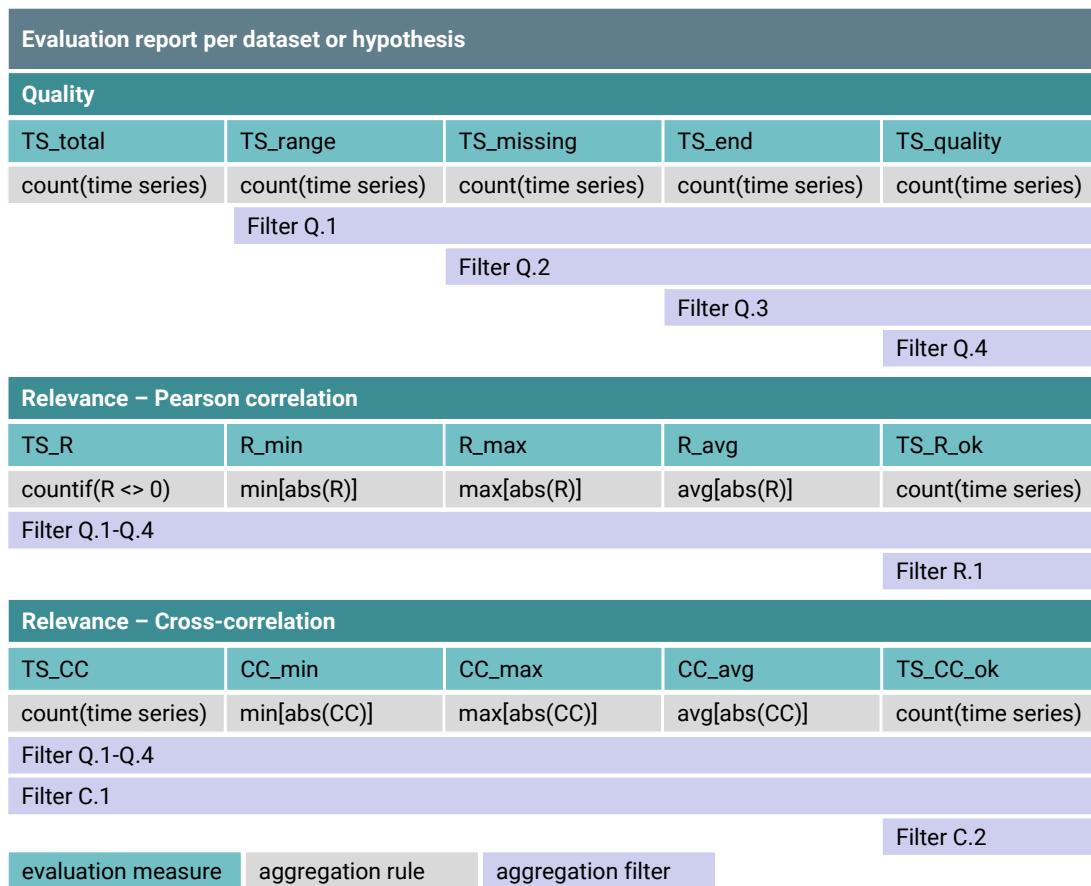 Evaluation report per dataset or hypothesis
Quality
TS_total TS_range TS_missing TS_end TS_quality
count(time series) count(time series) count(time series) count(time series) count(time series)
Filter Q.1
Filter Q.2
Filter Q.3
Filter Q.4
Relevance – Pearson correlation
TS_R R_min R_max R_avg TS_R_ok
countif(R <> 0) min[abs(R)] max[abs(R)] avg[abs(R)] count(time series)
Filter Q.1-Q.4
Filter R.1
Relevance – Cross-correlation
TS_CC CC_min CC_max CC_avg TS_CC_ok
count(time series) min[abs(CC)] max[abs(CC)] avg[abs(CC)] count(time series)
Filter Q.1-Q.4
Filter C.1
Filter C.2
evaluation measure aggregation rule aggregation filter